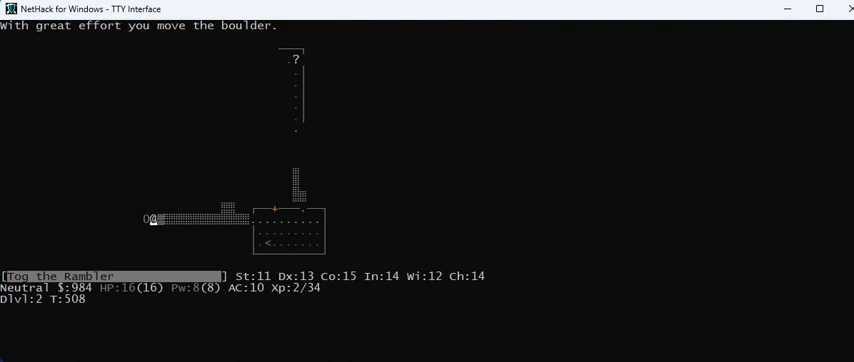 NetHack for Windows - TTY Interface
With great effort you move the boulder.
?
0@
+
<
[Tog the Rambler] St:11 Dx:13 Co:15 In:14 Wi:12 Ch:14
Neutral $:984 HP:16(16) Pw:8(8) AC:10 Xp:2/34
Dlvl:2 T:508